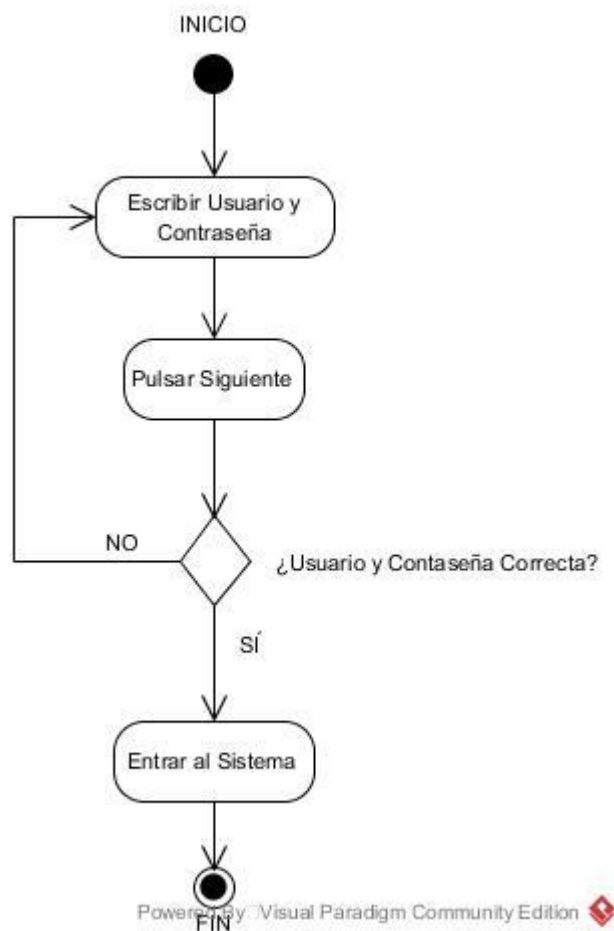 INICIO
Escribir Usuario y
Contraseña
Pulsar Siguiente
NO
¿Usuario y Contaseña Correcta?
SÍ
Entrar al Sistema
Powered By Visual Paradigm Community Edition
FIN